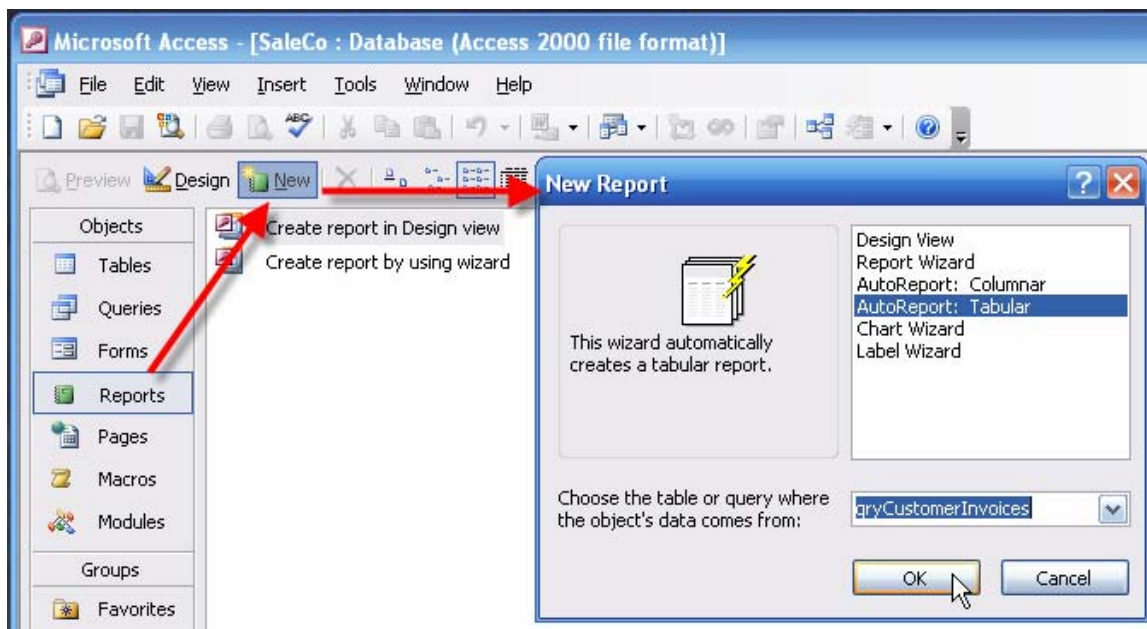 Microsoft Access - [SaleCo : Database (Access 2000 file format)]
File Edit View Insert Tools Window Help
ABC
Preview Design New
Objects
Tables
Queries
Forms
Reports
Pages
Macros
Modules
Groups
Favorites
Create report in Design view
Create report by using wizard
New Report
This wizard automatically
creates a tabular report.
Design View
Report Wizard
AutoReport: Columnar
AutoReport: Tabular
Chart Wizard
Label Wizard
Choose the table or query where
the object's data comes from:
qryCustomerInvoices
OK Cancel